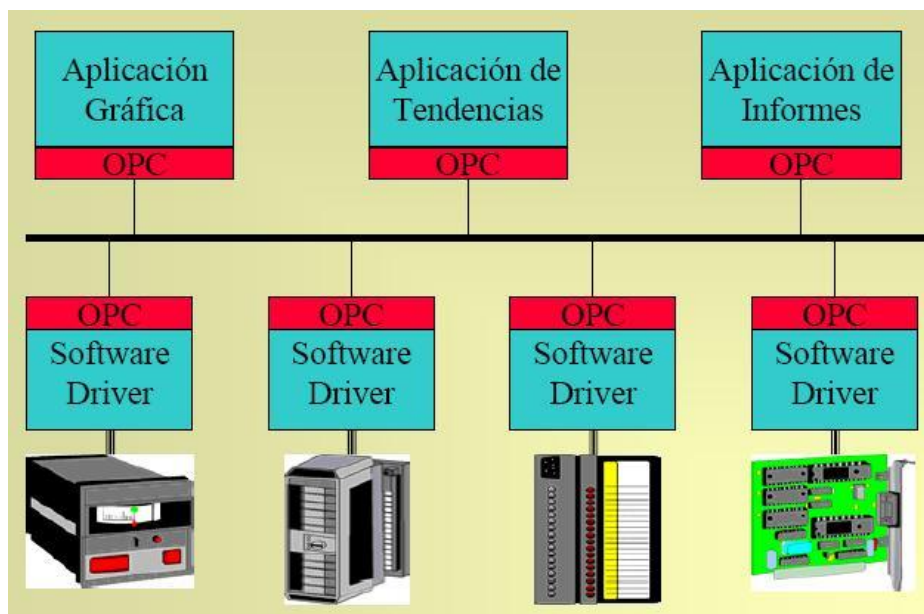 Aplicación
Gráfica
OPC
Aplicación de
Tendencias
OPC
Aplicación de
Informes
OPC
OPC
Software
Driver
OPC
Software
Driver
OPC
Software
Driver
OPC
Software
Driver